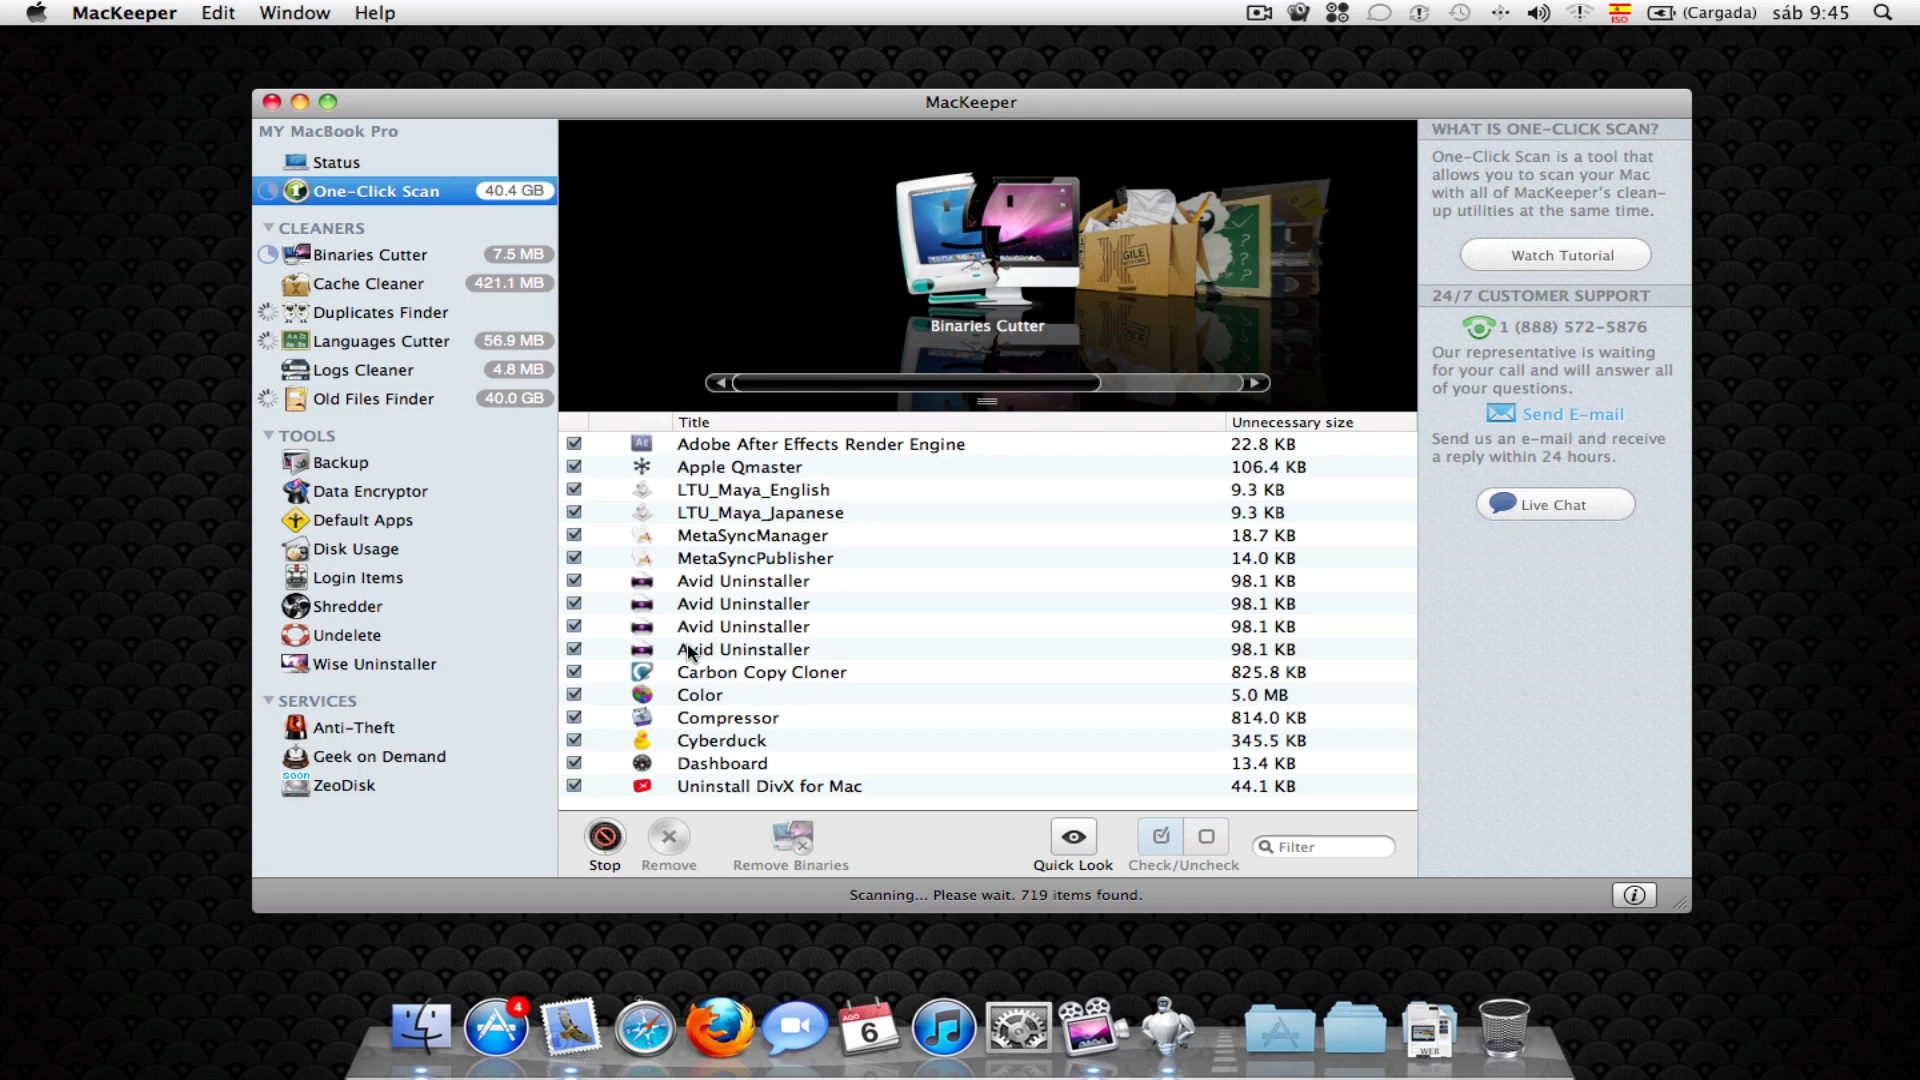 MacKeeper Edit Window Help
ISO (Cargada) sáb 9:45
MacKeeper
MY MacBook Pro
Status
One-Click Scan 40.4 GB
CLEANERS
Binaries Cutter 7.5 MB
Cache Cleaner 421.1 MB
Duplicates Finder
Languages Cutter 56.9 MB
Logs Cleaner 4.8 MB
Old Files Finder 40.0 GB
TOOLS
Backup
Data Encryptor
Default Apps
Disk Usage
Login Items
Shredder
Undelete
Wise Uninstaller
SERVICES
Anti-Theft
Geek on Demand
soon
ZeoDisk
Binaries Cutter
Title Unnecessary size
Adobe After Effects Render Engine 22.8 KB
Apple Qmaster 106.4 KB
LTU_Maya_English 9.3 KB
LTU_Maya_Japanese 9.3 KB
MetaSyncManager 18.7 KB
MetaSyncPublisher 14.0 KB
Avid Uninstaller 98.1 KB
Avid Uninstaller 98.1 KB
Avid Uninstaller 98.1 KB
Avid Uninstaller 98.1 KB
Carbon Copy Cloner 825.8 KB
Color 5.0 MB
Compressor 814.0 KB
Cyberduck 345.5 KB
Dashboard 13.4 KB
Uninstall DivX for Mac 44.1 KB
Stop Remove Remove Binaries Quick Look Check/Uncheck Filter
Scanning... Please wait. 719 items found.
WHAT IS ONE-CLICK SCAN?
One-Click Scan is a tool that
allows you to scan your Mac
with all of MacKeeper's clean-
up utilities at the same time.
Watch Tutorial
24/7 CUSTOMER SUPPORT
1 (888) 572-5876
Our representative is waiting
for your call and will answer all
of your questions.
Send E-mail
Send us an e-mail and receive
a reply within 24 hours.
Live Chat
4
AGO
6
WEB